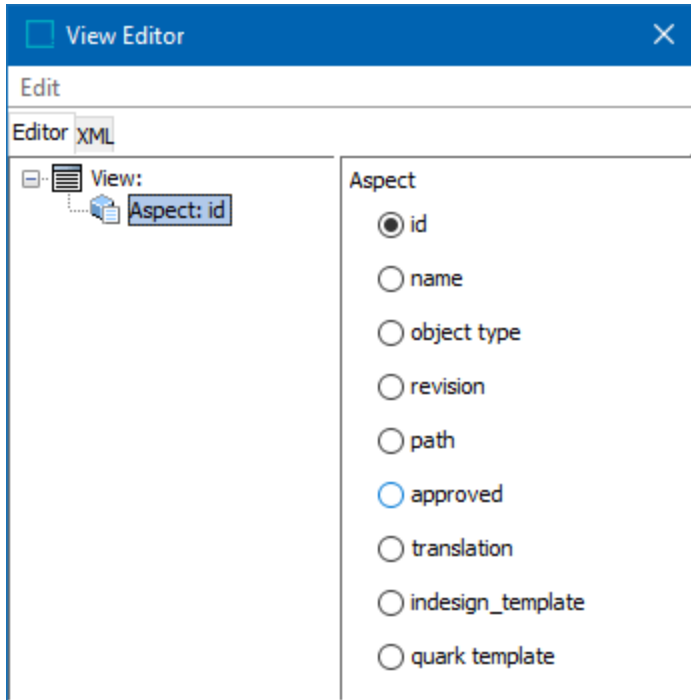 View Editor
Edit
Editor XML
View:
Aspect: id
Aspect
id
name
object type
revision
path
approved
translation
indesign_template
quark template